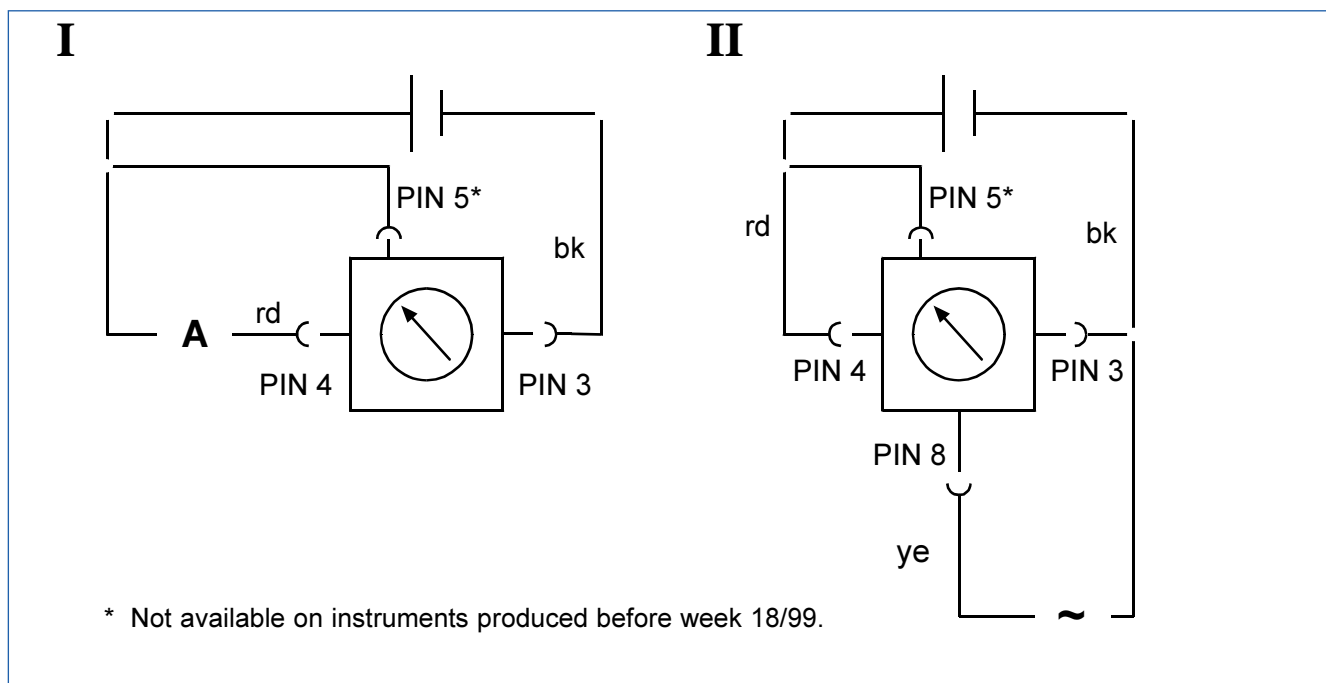 I
II
PIN 5*
bk
rd
A
PIN 4
PIN 3
PIN 5*
rd
bk
PIN 4
PIN 3
PIN 8
ye
~
* Not available on instruments produced before week 18/99.